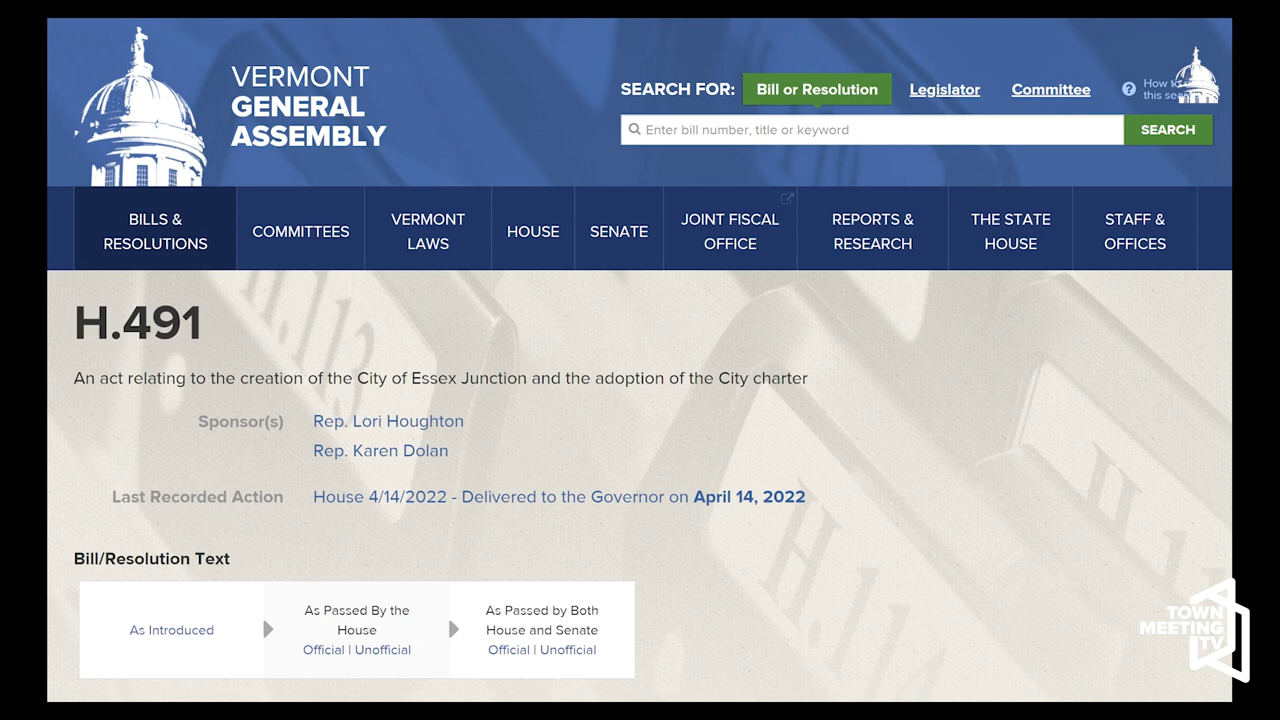 VERMONT
GENERAL
ASSEMBLY
SEARCH FOR: Bill or Resolution Legislator Committee
How to
this sea
Enter bill number, title or keyword SEARCH
BILLS &
RESOLUTIONS
COMMITTEES
VERMONT
LAWS
HOUSE
SENATE
JOINT FISCAL
OFFICE
REPORTS &
RESEARCH
THE STATE
HOUSE
STAFF &
OFFICES
H.491
An act relating to the creation of the City of Essex Junction and the adoption of the City charter
Sponsor(s) Rep. Lori Houghton
Rep. Karen Dolan
Last Recorded Action House 4/14/2022 - Delivered to the Governor on April 14, 2022
Bill/Resolution Text
As Introduced
As Passed By the
House
Official | Unofficial
As Passed by Both
House and Senate
Official | Unofficial
TOWN
MEETING
TV